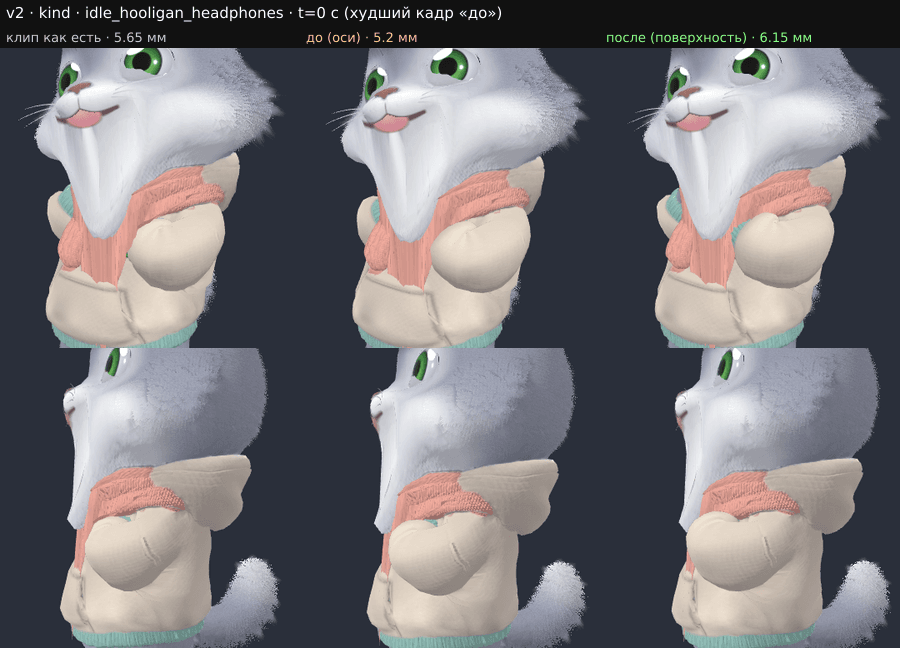 v2 · kind · idle_hooligan_headphones · t=0 с (худший кадр «до»)
клип как есть · 5.65 мм
до (оси) · 5.2 мм
после (поверхность) · 6.15 мм